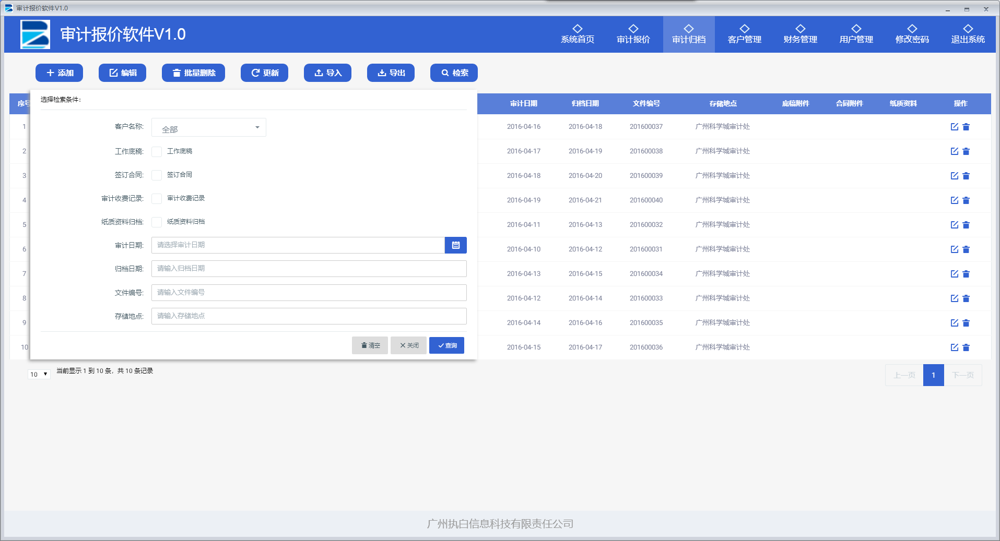 审计报价软件V1.0
审计报价软件V1.0
系统首页 审计报价 审计归档 客户管理 财务管理 用户管理 修改密码 退出系统
添加 编辑 批量删除 更新 导入 导出 检索
序号 审计日期 归档日期 文件编号 存储地点 底稿附件 合同附件 纸质资料 操作
1 2016-04-16 2016-04-18 201600037 广州科学城审计处
2 2016-04-17 2016-04-19 201600038 广州科学城审计处
3 2016-04-18 2016-04-20 201600039 广州科学城审计处
4 2016-04-19 2016-04-21 201600040 广州科学城审计处
5 2016-04-11 2016-04-13 201600032 广州科学城审计处
6 2016-04-10 2016-04-12 201600031 广州科学城审计处
7 2016-04-13 2016-04-15 201600034 广州科学城审计处
8 2016-04-12 2016-04-14 201600033 广州科学城审计处
9 2016-04-14 2016-04-16 201600035 广州科学城审计处
10 2016-04-15 2016-04-17 201600036 广州科学城审计处
选择检索条件:
客户名称: 全部
工作底稿: 工作底稿
签订合同: 签订合同
审计收费记录: 审计收费记录
纸质资料归档: 纸质资料归档
审计日期: 请选择审计日期
归档日期: 请输入归档日期
文件编号: 请输入文件编号
存储地点: 请输入存储地点
清空 关闭 查询
10 当前显示 1 到 10 条，共 10 条记录
上一页 1 下一页
广州执白信息科技有限责任公司